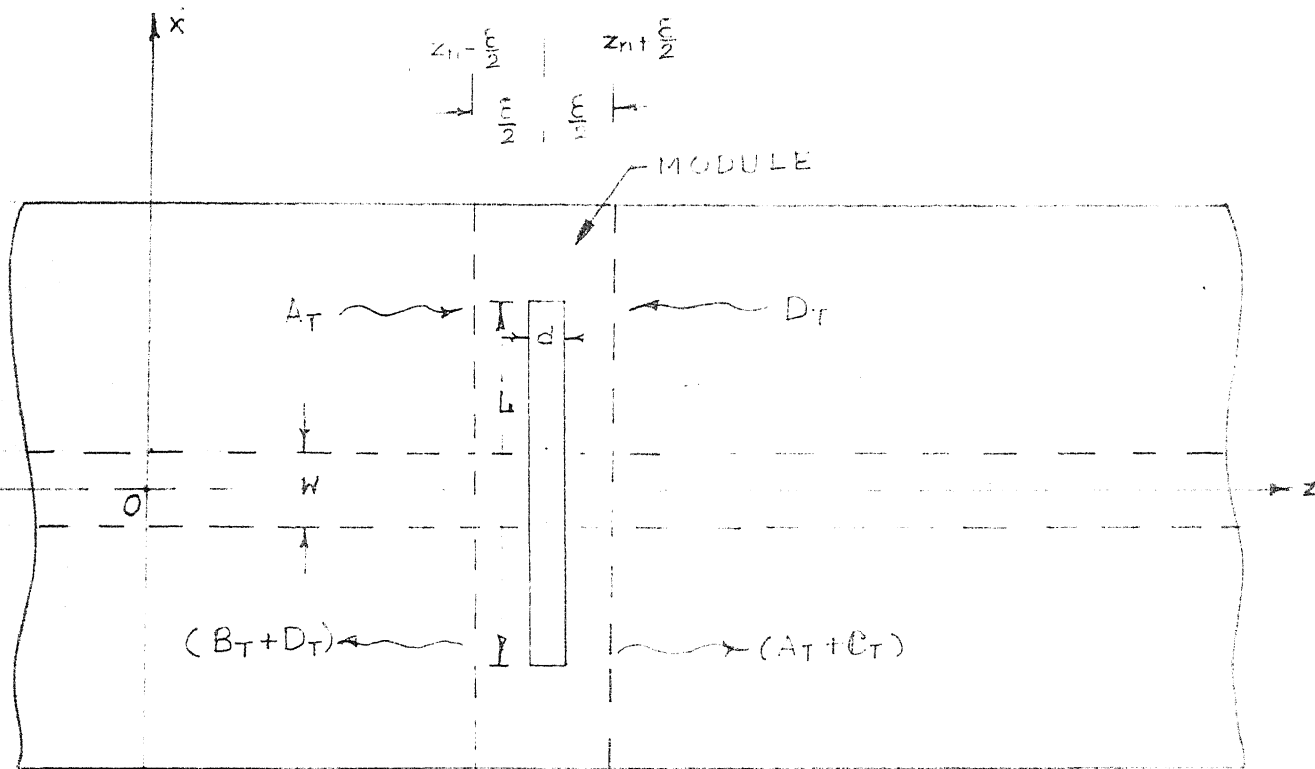 X
z_n - ξ/2
z_n + ξ/2
ξ/2
ξ/2
MODULE
A_T
D_T
d
L
W
O
z
(B_T + D_T)
(A_T + C_T)